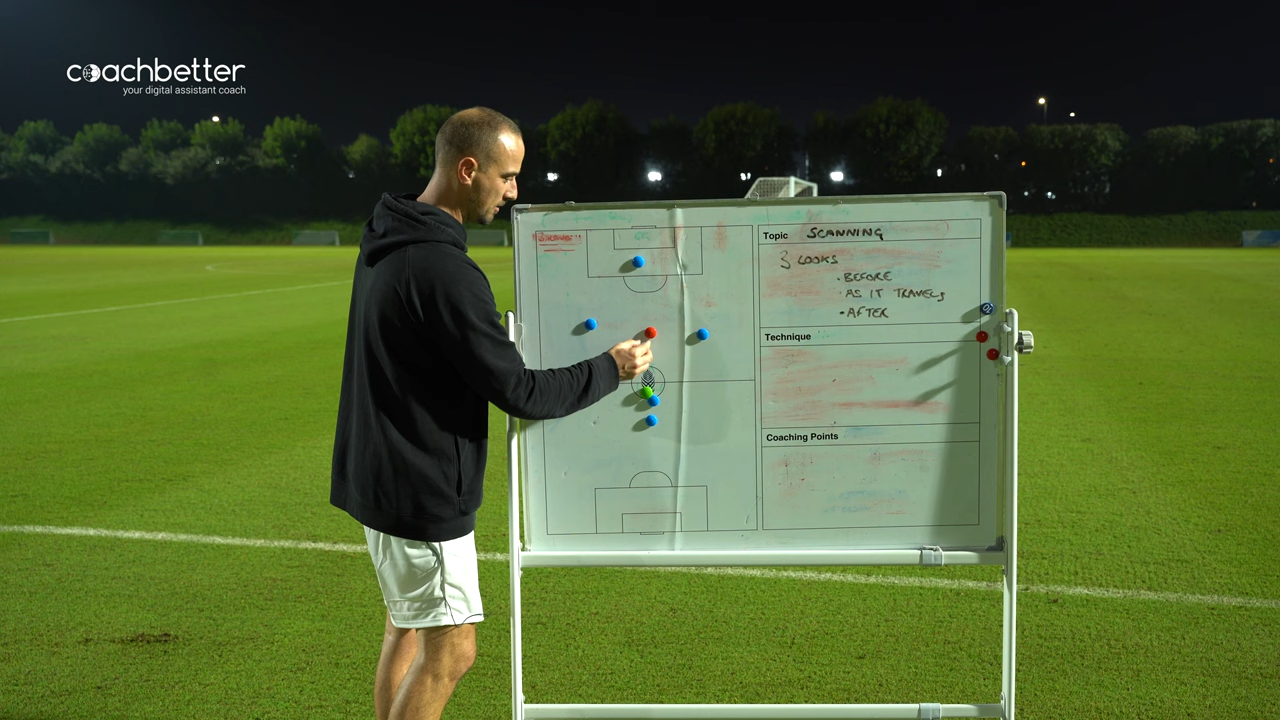 coachbetter
your digital assistant coach
Topic SCANNING
3 LOOKS
• BEFORE
• AS IT TRAVELS
• AFTER
Technique
Coaching Points